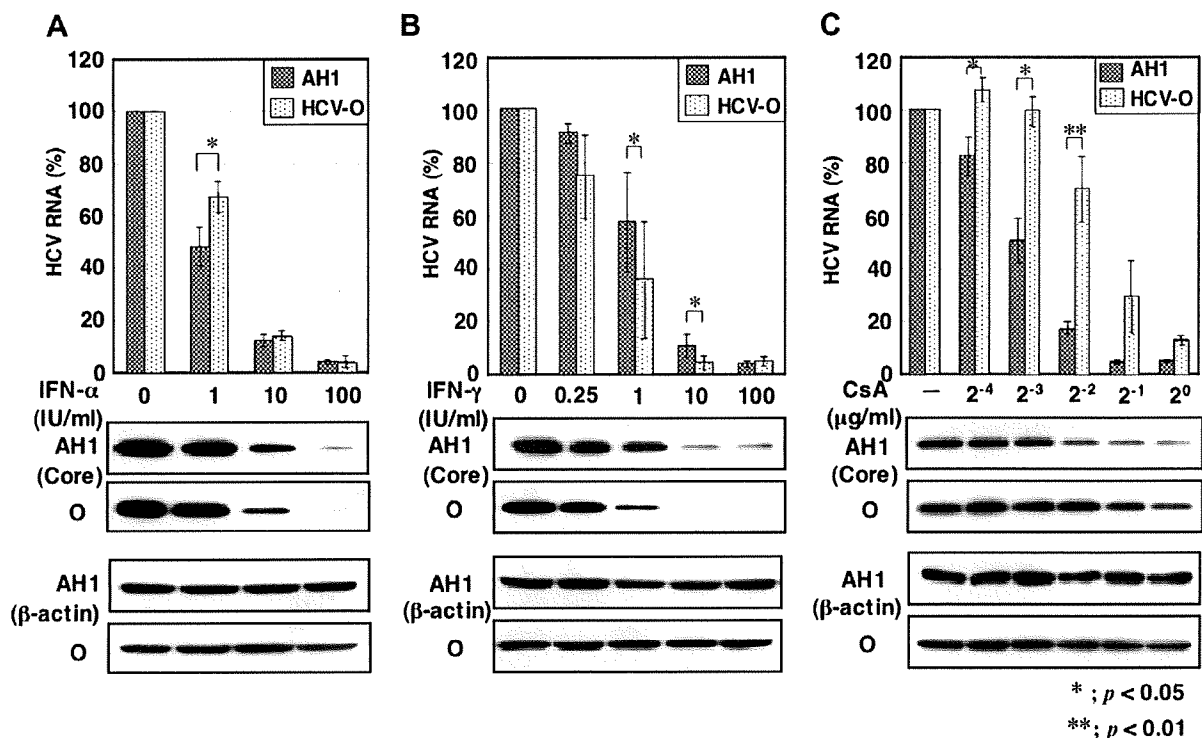 A
120
100
80
60
40
20
0
HCV RNA (%)
AH1
HCV-O
*
IFN-α
(IU/ml)
0 1 10 100
AH1
(Core)
O
AH1
(β-actin)
O
B
120
100
80
60
40
20
0
HCV RNA (%)
AH1
HCV-O
*
*
IFN-γ
(IU/ml)
0 0.25 1 10 100
AH1
(Core)
O
AH1
(β-actin)
O
C
120
100
80
60
40
20
0
HCV RNA (%)
AH1
HCV-O
*
*
**
CsA
(μg/ml)
— 2⁻⁴ 2⁻³ 2⁻² 2⁻¹ 2⁰
AH1
(Core)
O
AH1
(β-actin)
O
* ; p < 0.05
**; p < 0.01